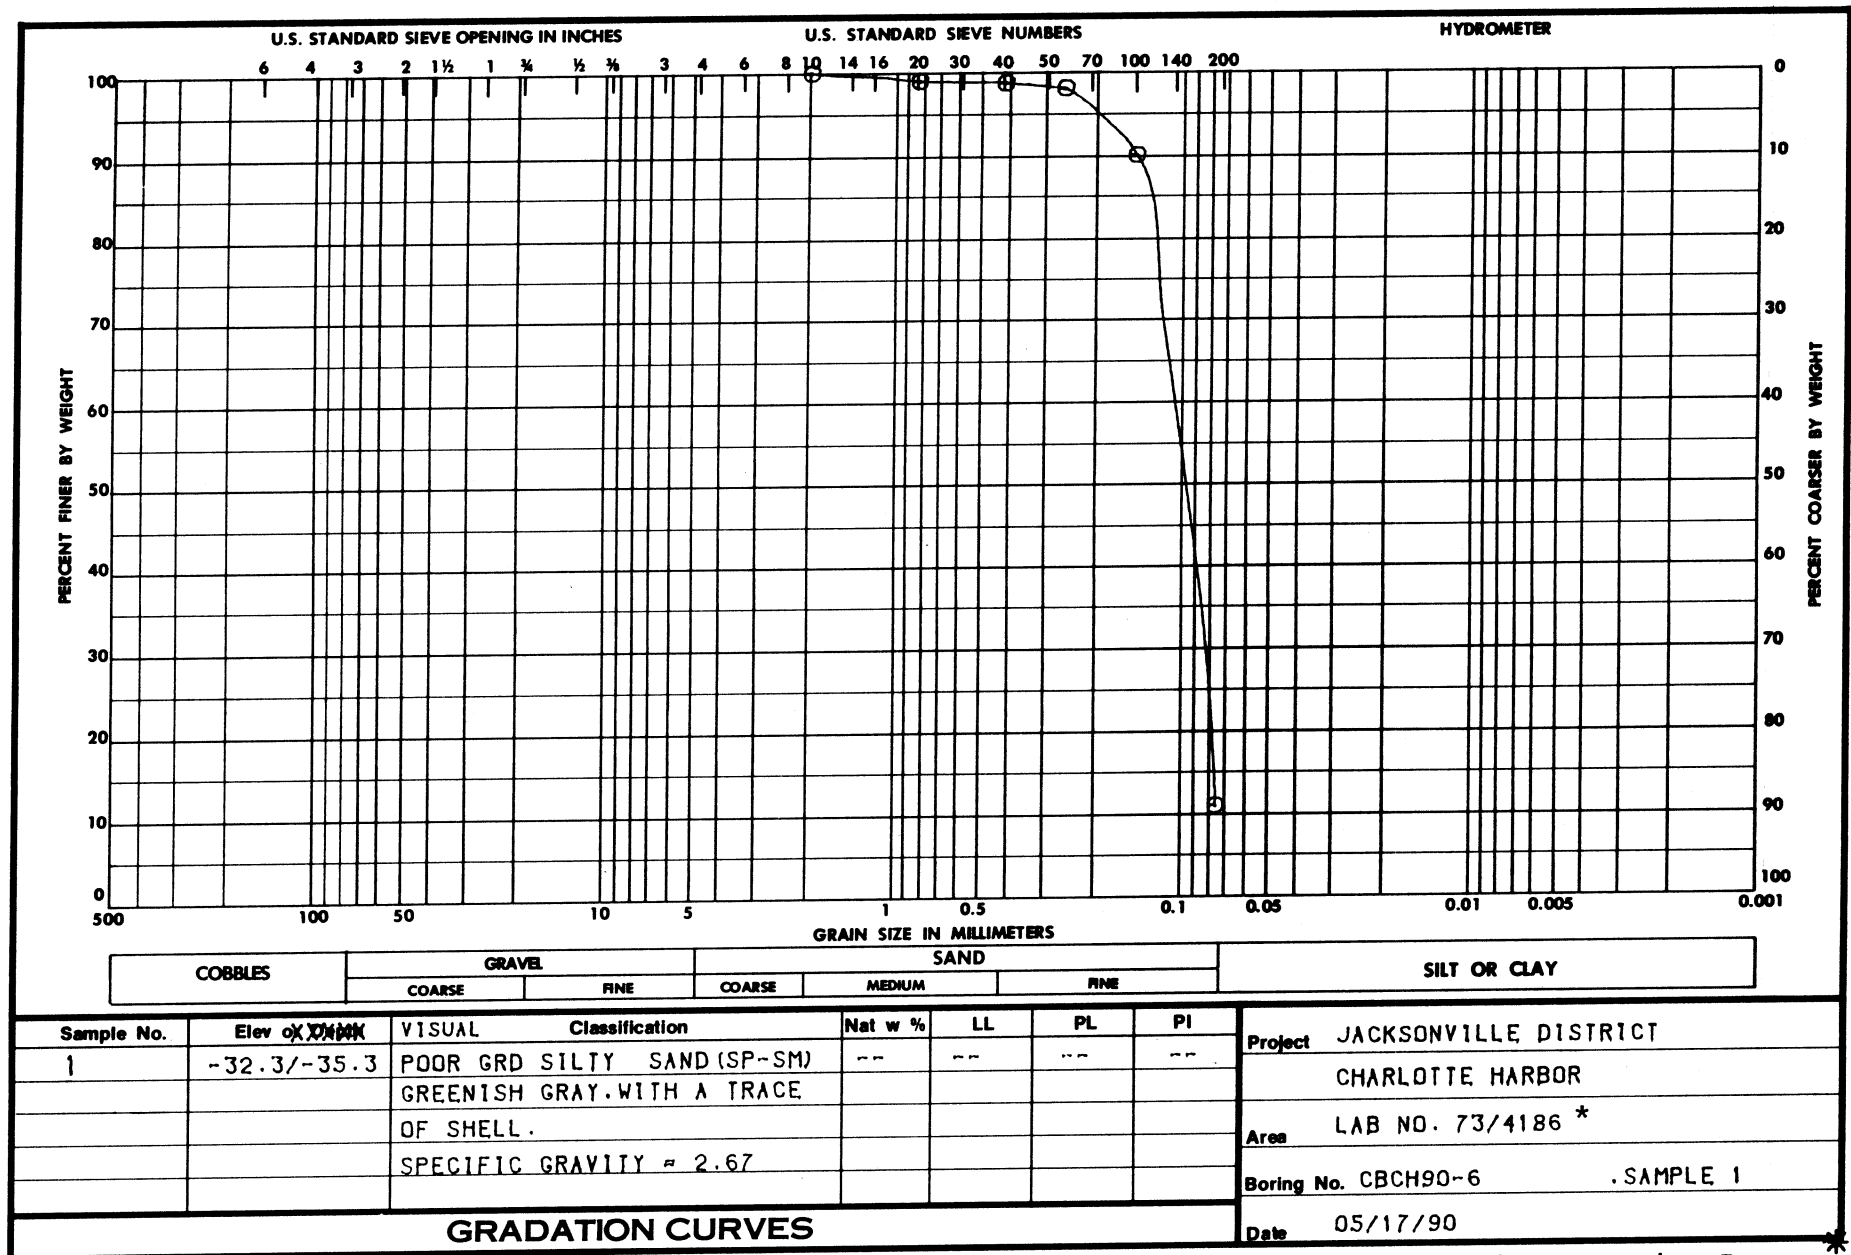 U.S. STANDARD SIEVE OPENING IN INCHES U.S. STANDARD SIEVE NUMBERS HYDROMETER
6 4 3 2 1½ 1 ¾ ½ ⅜ 3 4 6 8 10 14 16 20 30 40 50 70 100 140 200
100 0
90 10
80 20
70 30
60 40
50 50
40 60
30 70
20 80
10 90
0 100
PERCENT FINER BY WEIGHT
PERCENT COARSER BY WEIGHT
500 100 50 10 5 1 0.5 0.1 0.05 0.01 0.005 0.001
GRAIN SIZE IN MILLIMETERS
COBBLES GRAVEL SAND SILT OR CLAY
COARSE FINE COARSE MEDIUM FINE
Sample No. Elev VISUAL Classification Nat w % LL PL PI
1 -32.3/-35.3 POOR GRD SILTY SAND(SP-SM) -- -- -- --
GREENISH GRAY.WITH A TRACE
OF SHELL.
SPECIFIC GRAVITY = 2.67
GRADATION CURVES
Project JACKSONVILLE DISTRICT
CHARLOTTE HARBOR
Area LAB NO. 73/4186 *
Boring No. CBCH90-6 .SAMPLE 1
Date 05/17/90
*